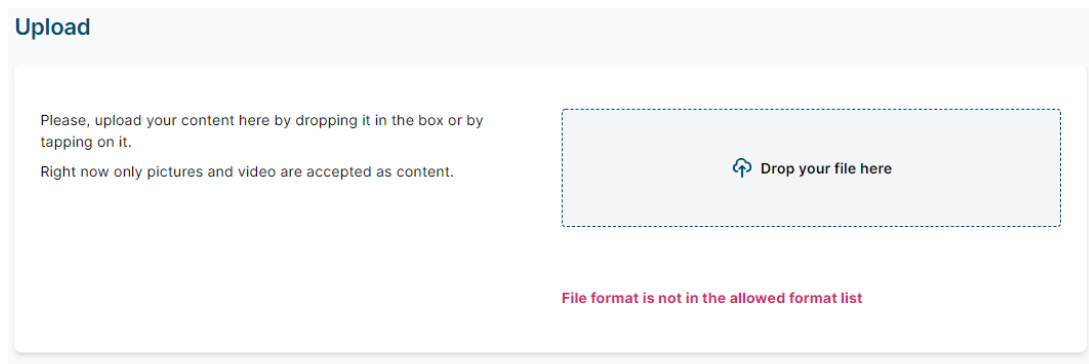 Upload
Please, upload your content here by dropping it in the box or by
tapping on it.
Right now only pictures and video are accepted as content.
Drop your file here
File format is not in the allowed format list